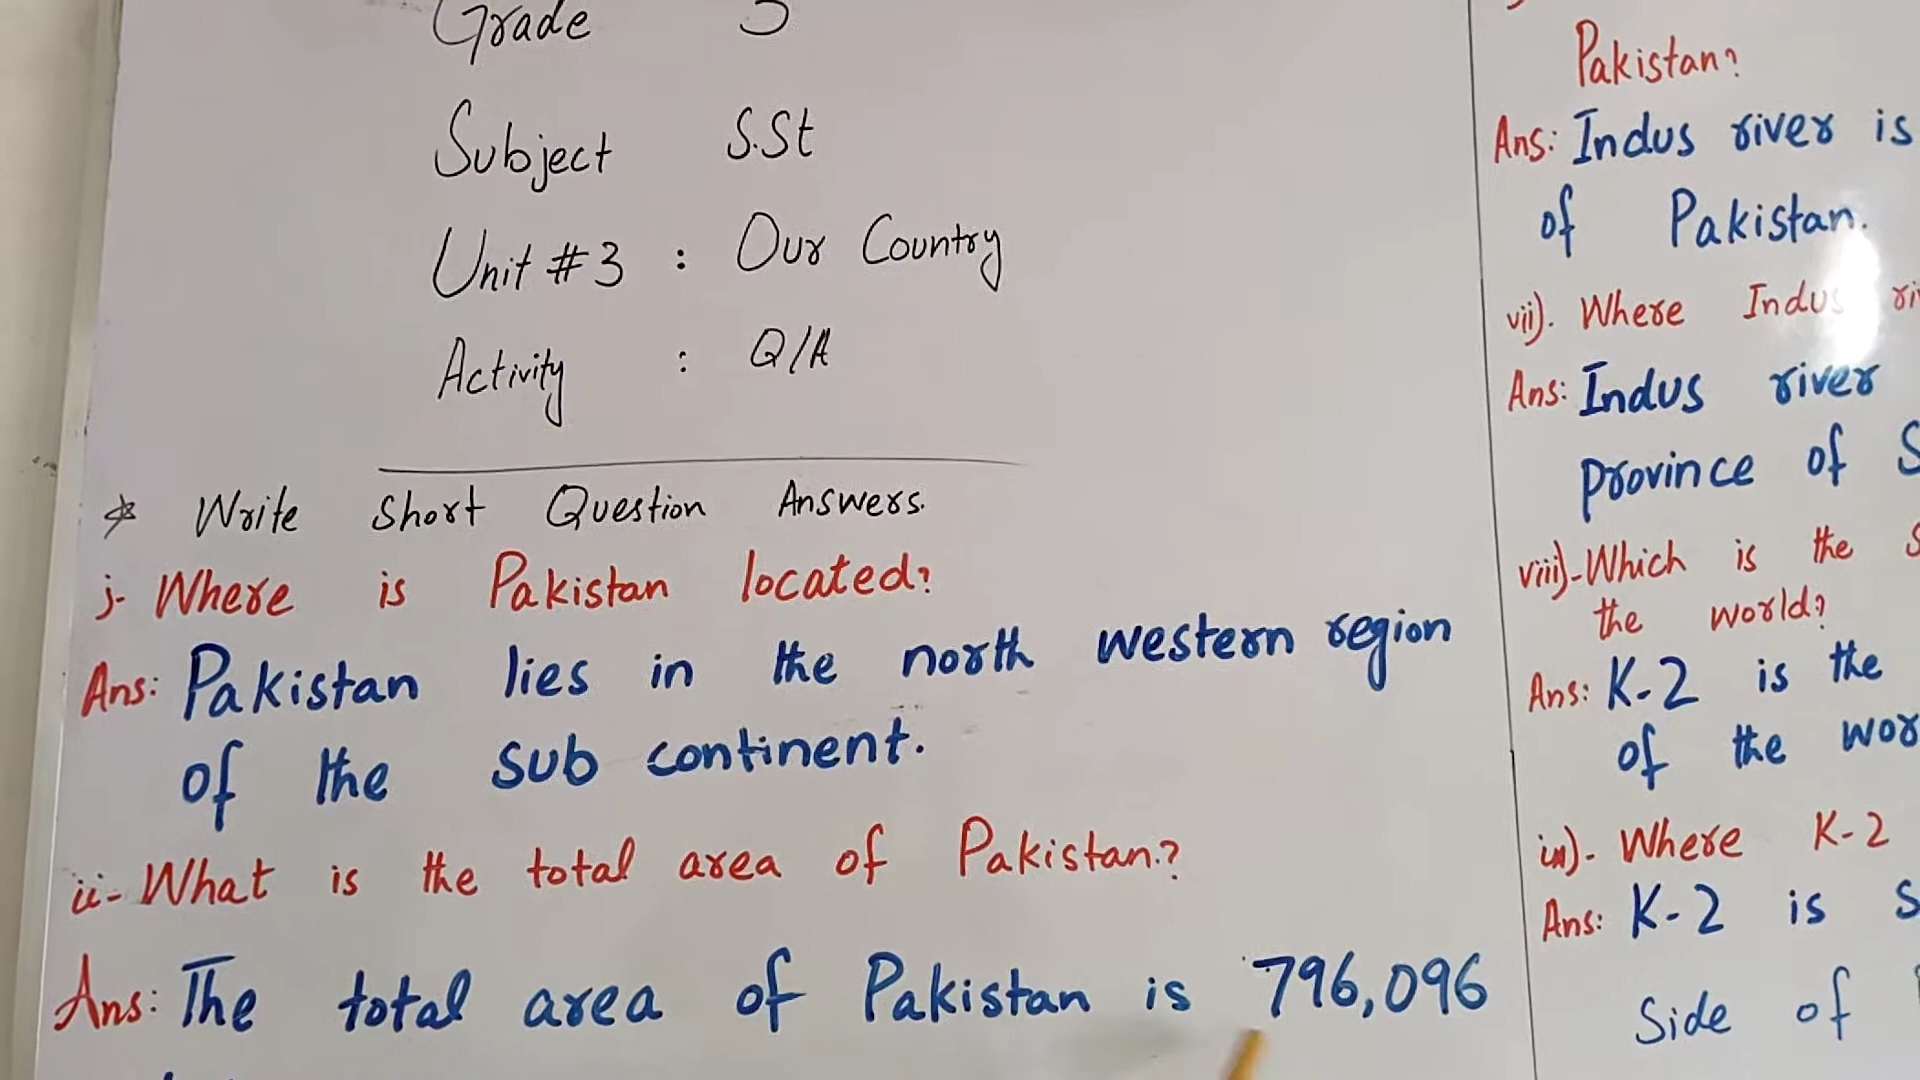 Grade
Subject S.St
Unit #3 : Our Country
Activity : Q/A
Write Short Question Answers.
i- Where is Pakistan located?
Ans: Pakistan lies in the north western region
of the sub continent.
ii- What is the total area of Pakistan?
Ans: The total area of Pakistan is 796,096
Pakistan?
Ans: Indus river is
of Pakistan.
vii). Where Indus
Ans: Indus river
province of
viii)- Which is the
the world?
Ans: K-2 is the
of the
ix)- Where K-2
Ans: K-2 is
Side of